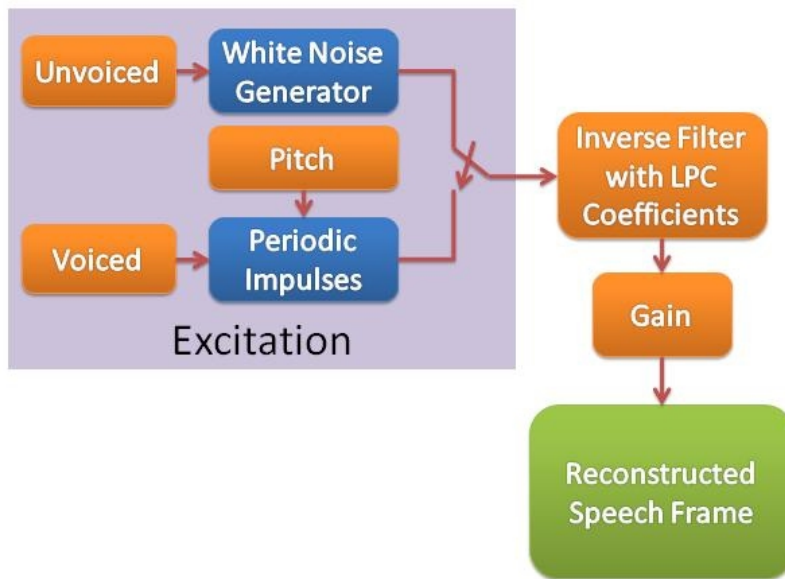 Unvoiced
White Noise
Generator
Pitch
Voiced
Periodic
Impulses
Excitation
Inverse Filter
with LPC
Coefficients
Gain
Reconstructed
Speech Frame